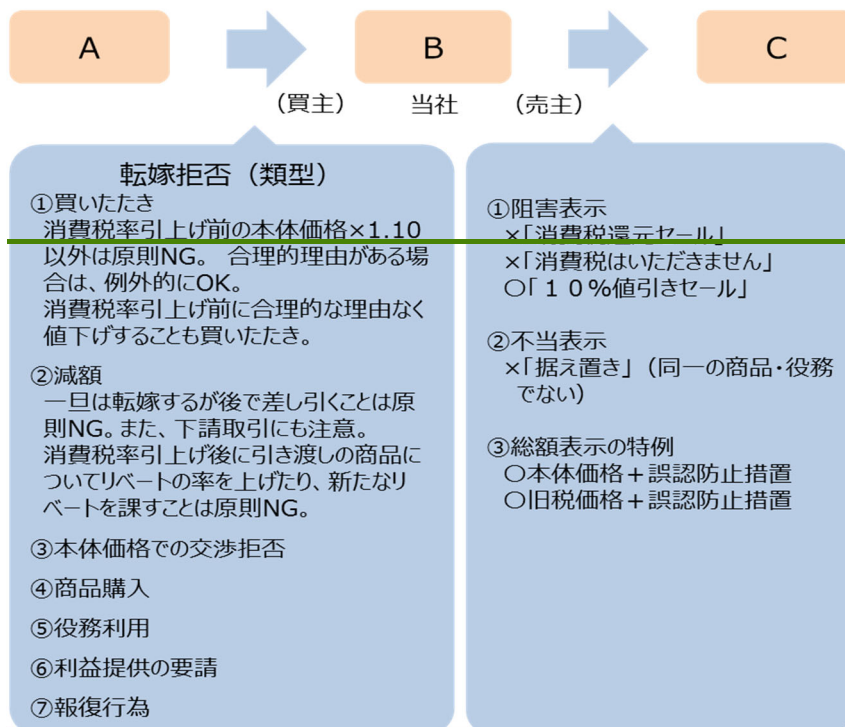 A
B
C
(買主) 当社 (売主)
転嫁拒否(類型)
①買いたたき
消費税率引上げ前の本体価格×1.10
以外は原則NG。 合理的理由がある場
合は、例外的にOK。
消費税率引上げ前に合理的な理由なく
値下げすることも買いたたき。
②減額
一旦は転嫁するが後で差し引くことは原
則NG。また、下請取引にも注意。
消費税率引上げ後に引き渡しの商品に
ついてリベートの率を上げたり、新たなリ
ベートを課すことは原則NG。
③本体価格での交渉拒否
④商品購入
⑤役務利用
⑥利益提供の要請
⑦報復行為
①阻害表示
×「消費税還元セール」
×「消費税はいただきません」
○「10%値引きセール」
②不当表示
×「据え置き」(同一の商品・役務
でない)
③総額表示の特例
○本体価格+誤認防止措置
○旧税価格+誤認防止措置